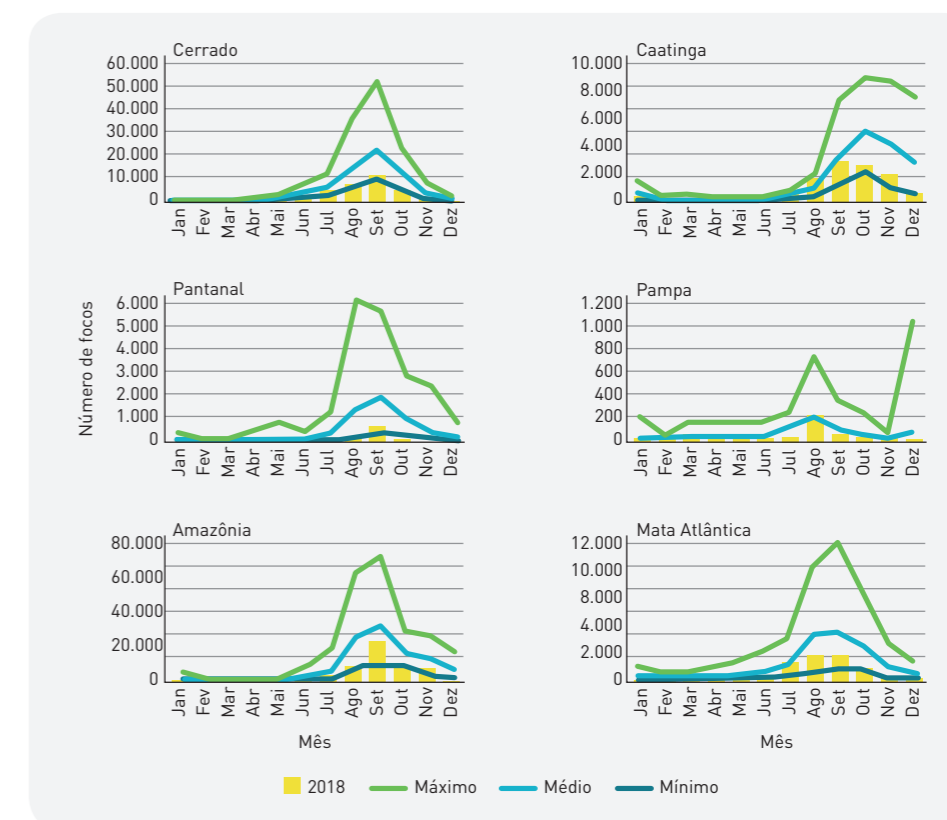 Número de focos
Cerrado
60.000
50.000
40.000
30.000
20.000
10.000
0
Jan Fev Mar Abr Mai Jun Jul Ago Set Out Nov Dez
Caatinga
10.000
8.000
6.000
4.000
2.000
0
Jan Fev Mar Abr Mai Jun Jul Ago Set Out Nov Dez
Pantanal
6.000
5.000
4.000
3.000
2.000
1.000
0
Jan Fev Mar Abr Mai Jun Jul Ago Set Out Nov Dez
Pampa
1.200
1.000
800
600
400
200
0
Jan Fev Mar Abr Mai Jun Jul Ago Set Out Nov Dez
Amazônia
80.000
60.000
40.000
20.000
0
Jan Fev Mar Abr Mai Jun Jul Ago Set Out Nov Dez
Mês
Mata Atlântica
12.000
10.000
8.000
4.000
2.000
0
Jan Fev Mar Abr Mai Jun Jul Ago Set Out Nov Dez
Mês
2018 Máximo Médio Mínimo